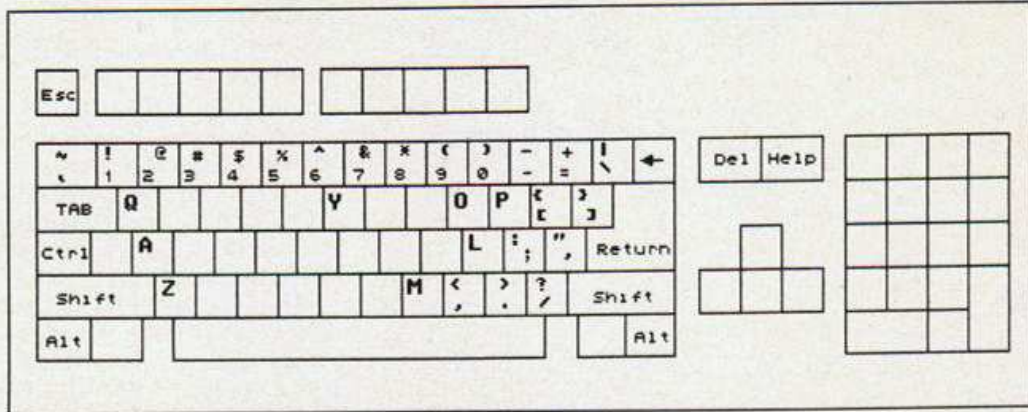 Esc
~ ! @ # $ % ^ & * ( ) - + | ←
` 1 2 3 4 5 6 7 8 9 0 - = \
Del Help
TAB Q Y O P { }
[ ]
Ctrl A L : " Return
; ,
Shift Z M < > ? Shift
, . /
Alt Alt